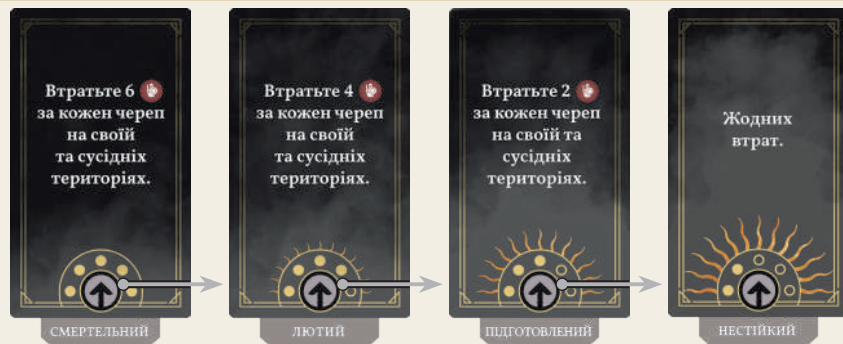 Втратьте 6
за кожен череп
на своїй
та сусідніх
територіях.
СМЕРТЕЛЬНИЙ
Втратьте 4
за кожен череп
на своїй
та сусідніх
територіях.
ЛЮТИЙ
Втратьте 2
за кожен череп
на своїй та
сусідніх
територіях.
ПІДГОТОВЛЕНИЙ
Жодних
втрат.
НЕСТІЙКИЙ